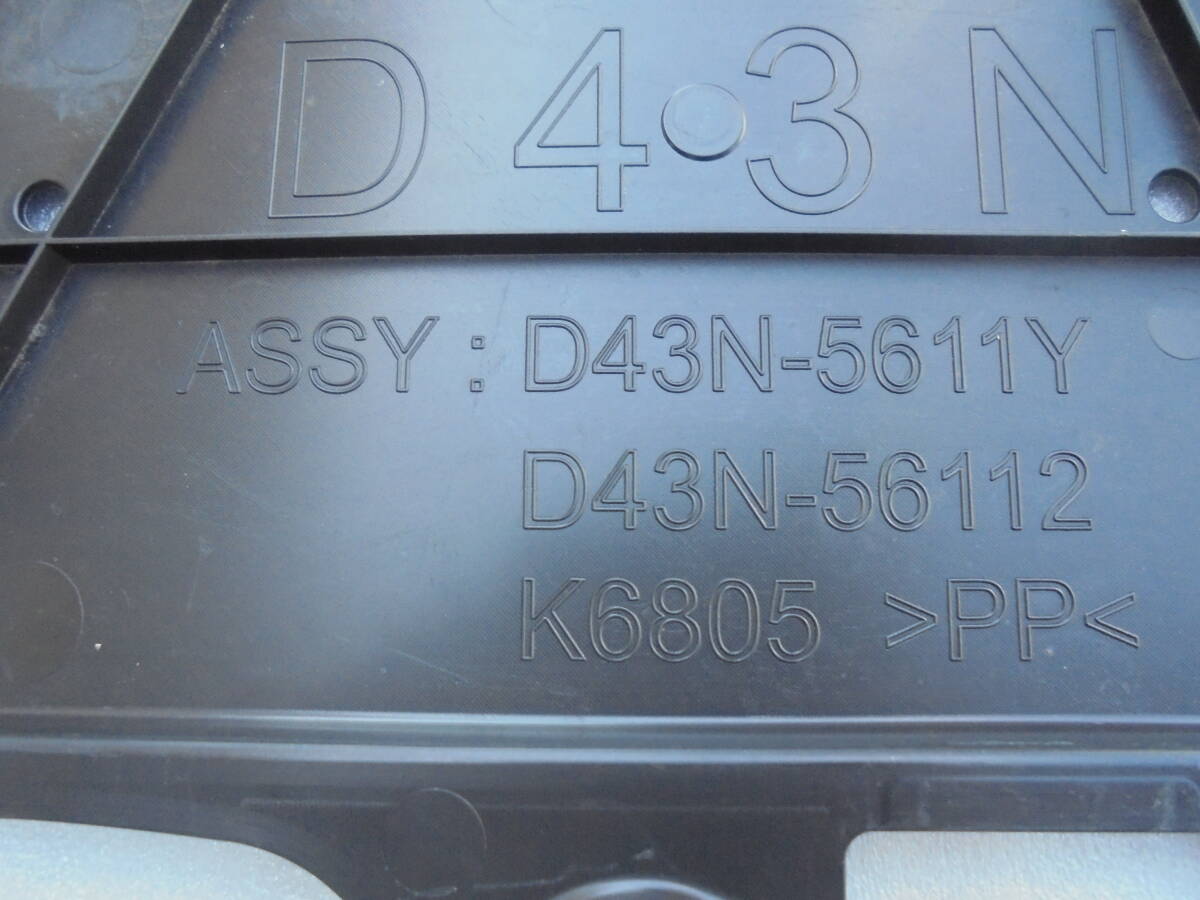 D 4 3 N
ASSY : D43N-5611Y
D43N-56112
K6805 >PP<